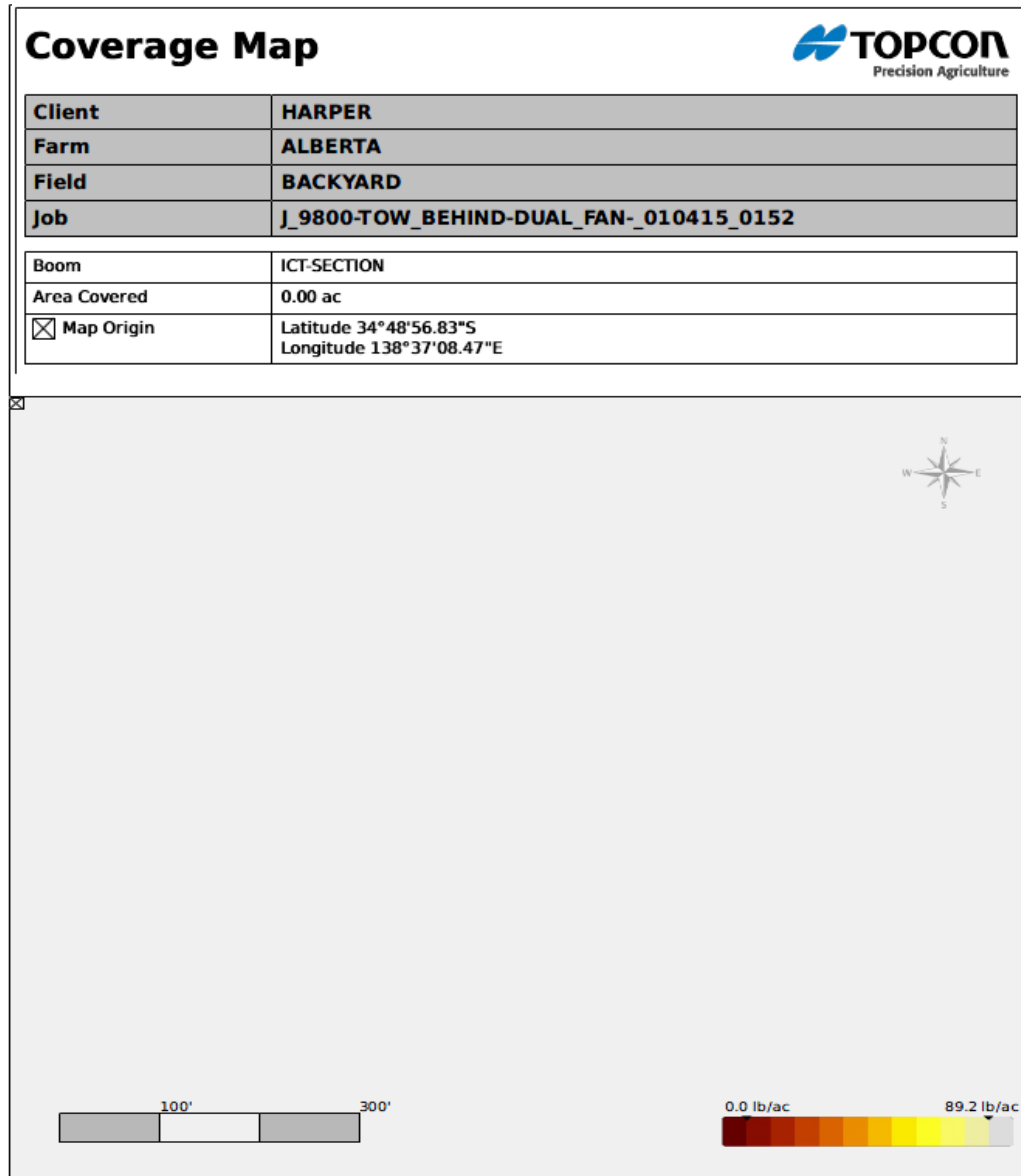 Coverage Map
TOPCON
Precision Agriculture
Client HARPER
Farm ALBERTA
Field BACKYARD
Job J_9800-TOW_BEHIND-DUAL_FAN-_010415_0152
Boom ICT-SECTION
Area Covered 0.00 ac
Map Origin Latitude 34°48'56.83"S
Longitude 138°37'08.47"E
N
W E
S
100' 300'
0.0 lb/ac 89.2 lb/ac